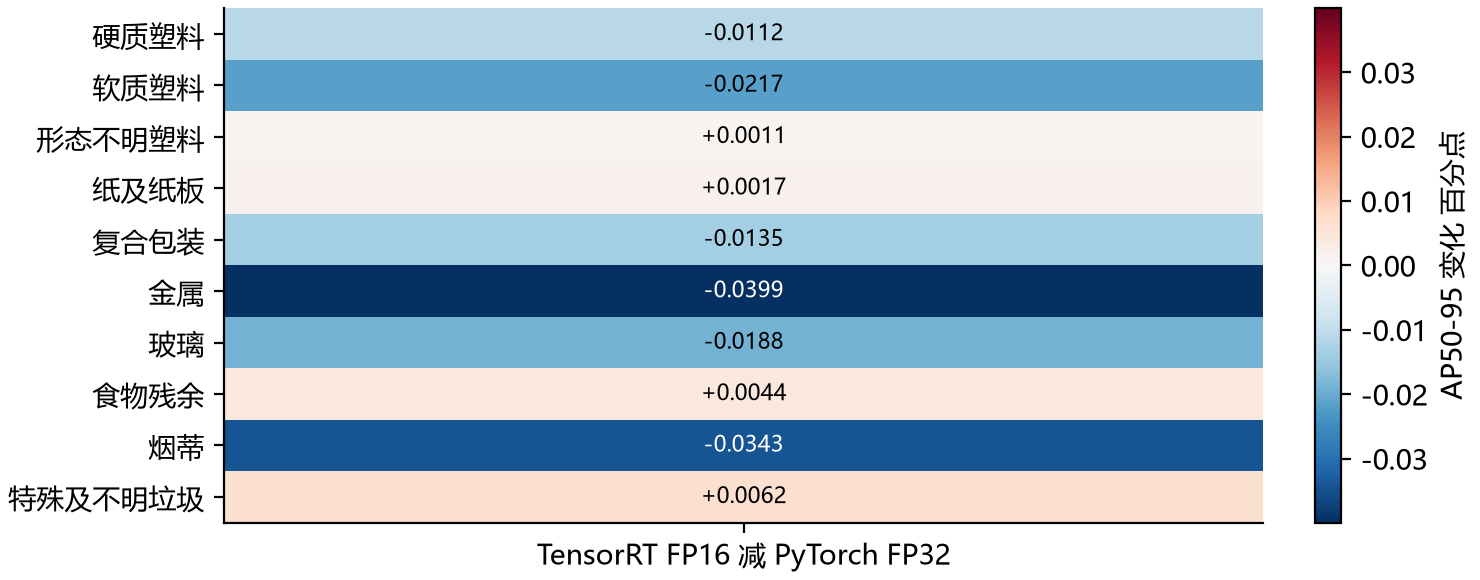 硬质塑料
-0.0112
软质塑料
-0.0217
形态不明塑料
+0.0011
纸及纸板
+0.0017
复合包装
-0.0135
金属
-0.0399
玻璃
-0.0188
食物残余
+0.0044
烟蒂
-0.0343
特殊及不明垃圾
+0.0062
TensorRT FP16 减 PyTorch FP32
0.03
0.02
0.01
0.00
-0.01
-0.02
-0.03
AP50-95 变化 百分点